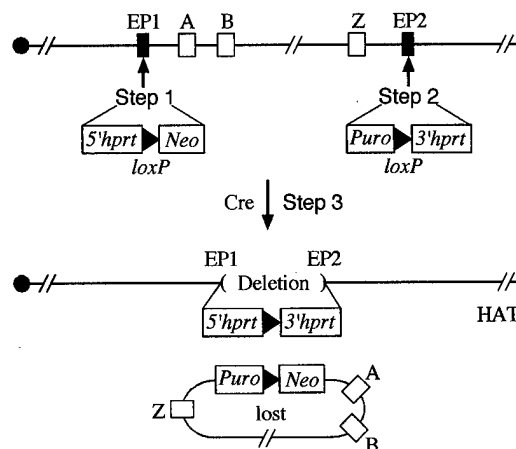 EP1 A B Z EP2
Step 1 Step 2
5'hprt Neo Puro 3'hprt
loxP loxP
Cre Step 3
EP1 EP2
Deletion
5'hprt 3'hprt HAT
Puro Neo A
Z lost
B